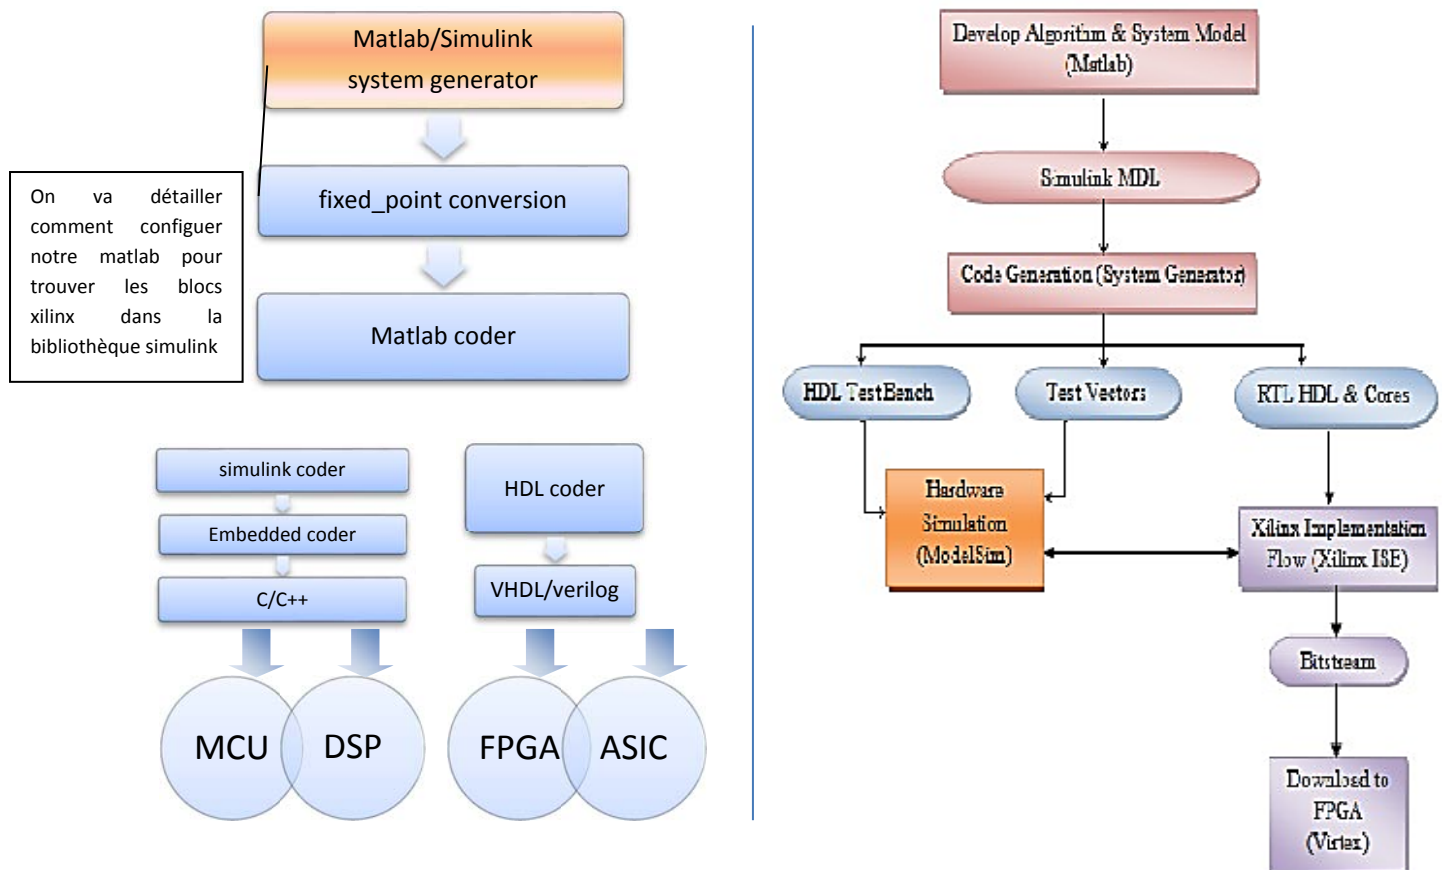 Matlab/Simulink
system generator
fixed_point conversion
On va détailler
comment configuer
notre matlab pour
trouver les blocs
xilinx dans la
bibliothèque simulink
Matlab coder
simulink coder
Embedded coder
C/C++
HDL coder
VHDL/verilog
MCU
DSP
FPGA
ASIC
Develop Algorithm & System Model
(Matlab)
Simulink MDL
Code Generation (System Generator)
HDL TestBench
Test Vectors
RTL HDL & Cores
Hardware
Simulation
(ModelSim)
Xilinx Implementation
Flow (Xilinx ISE)
Bitstream
Download to
FPGA
(Virtex)